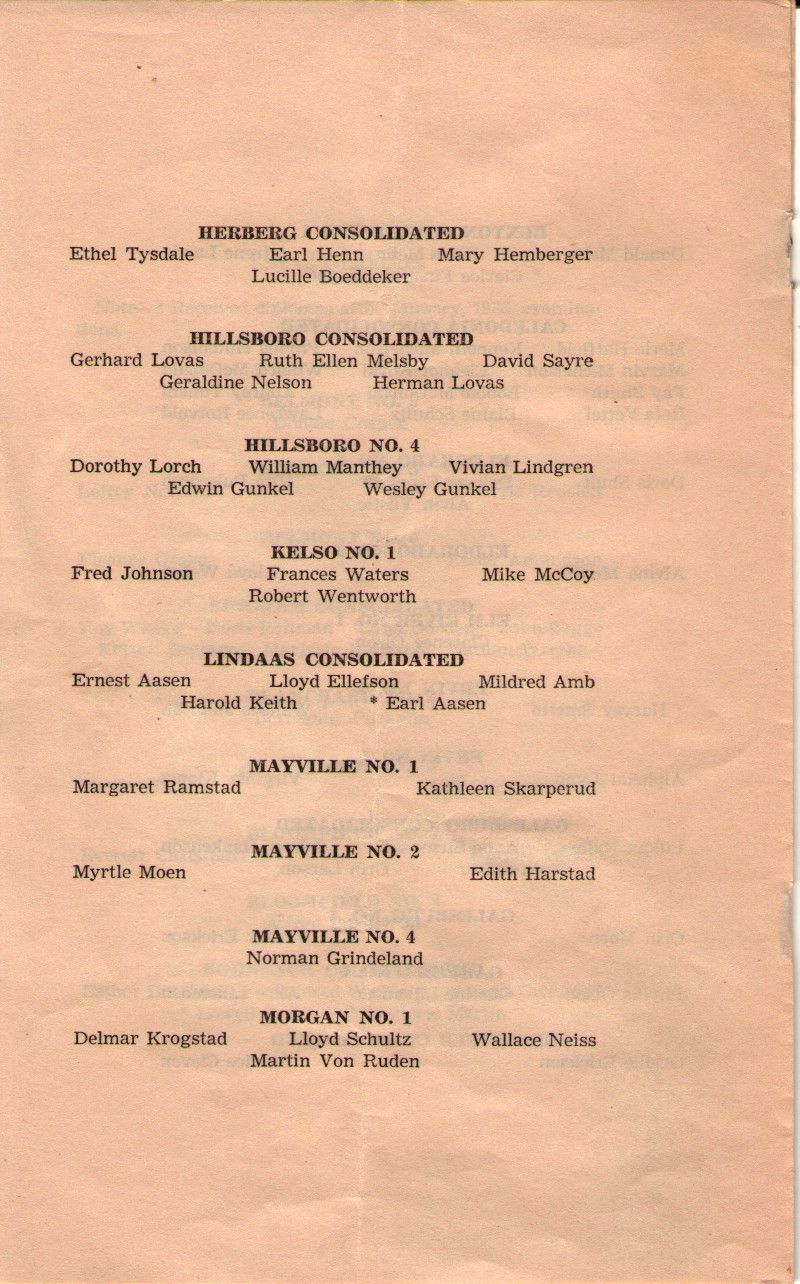 HERBERG CONSOLIDATED
Ethel Tysdale Earl Henn Mary Hemberger
Lucille Boeddeker
HILLSBORO CONSOLIDATED
Gerhard Lovas Ruth Ellen Melsby David Sayre
Geraldine Nelson Herman Lovas
HILLSBORO NO. 4
Dorothy Lorch William Manthey Vivian Lindgren
Edwin Gunkel Wesley Gunkel
KELSO NO. 1
Fred Johnson Frances Waters Mike McCoy
Robert Wentworth
LINDAAS CONSOLIDATED
Ernest Aasen Lloyd Ellefson Mildred Amb
Harold Keith * Earl Aasen
MAYVILLE NO. 1
Margaret Ramstad Kathleen Skarperud
MAYVILLE NO. 2
Myrtle Moen Edith Harstad
MAYVILLE NO. 4
Norman Grindeland
MORGAN NO. 1
Delmar Krogstad Lloyd Schultz Wallace Neiss
Martin Von Ruden